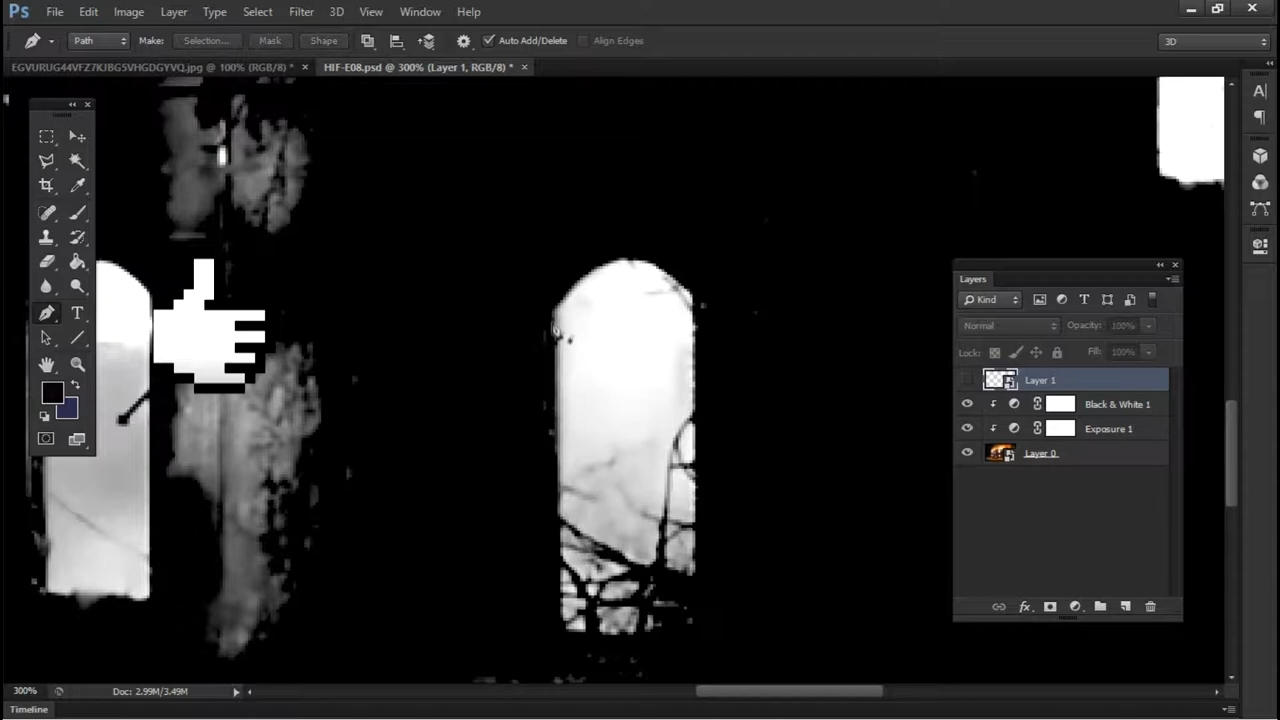 Ps File Edit Image Layer Type Select Filter 3D View Window Help
Path Make: Selection... Mask Shape Auto Add/Delete Align Edges 3D
EGVURUG44VFZ7KJBG5VHGDGYVQ.jpg @ 100% (RGB/8) * × HIF-E08.psd @ 300% (Layer 1, RGB/8) * ×
Layers
Kind
Normal Opacity: 100%
Lock: Fill: 100%
Layer 1
Black & White 1
Exposure 1
Layer 0
fx
300% Doc: 2.99M/3.49M
Timeline